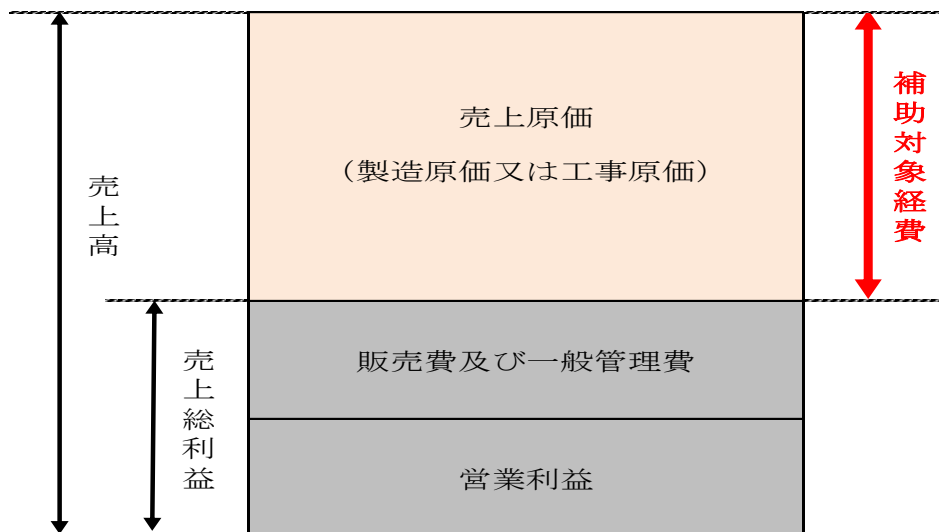 売上高
売上総利益
売上原価
（製造原価又は工事原価）
販売費及び一般管理費
営業利益
補助対象経費